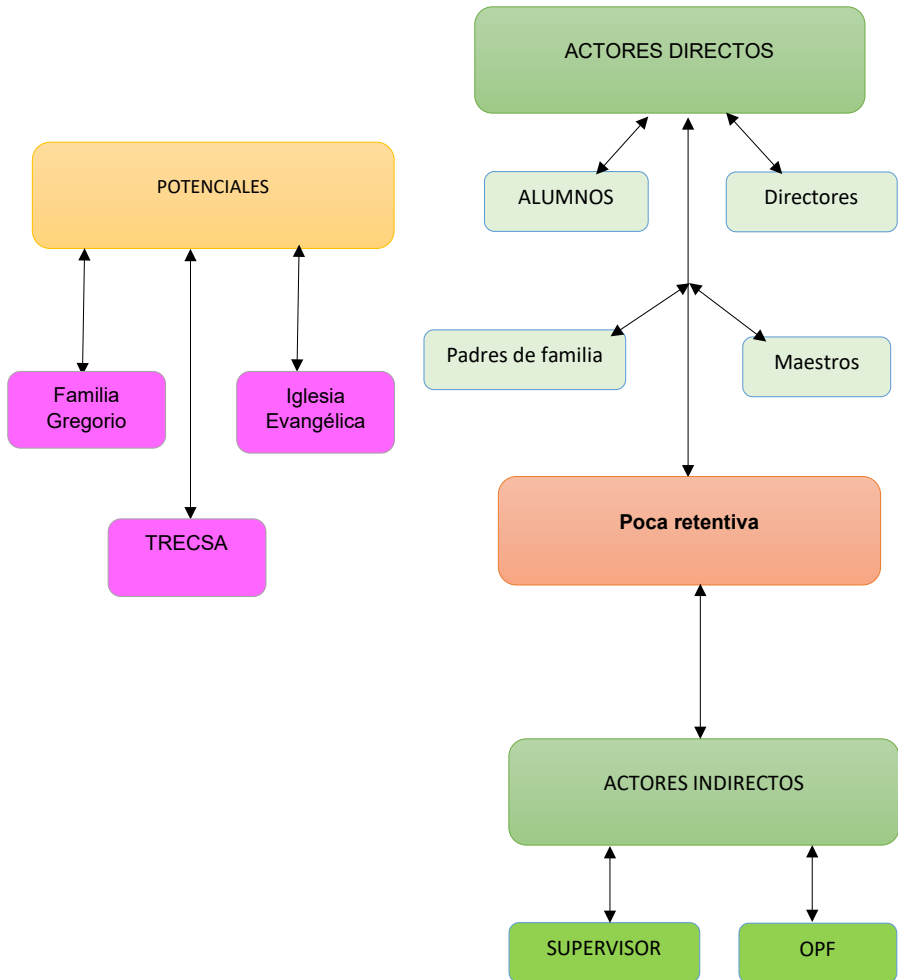 ACTORES DIRECTOS
POTENCIALES
ALUMNOS
Directores
Padres de familia
Maestros
Familia
Gregorio
Iglesia
Evangélica
TRECSA
Poca retentiva
ACTORES INDIRECTOS
SUPERVISOR
OPF